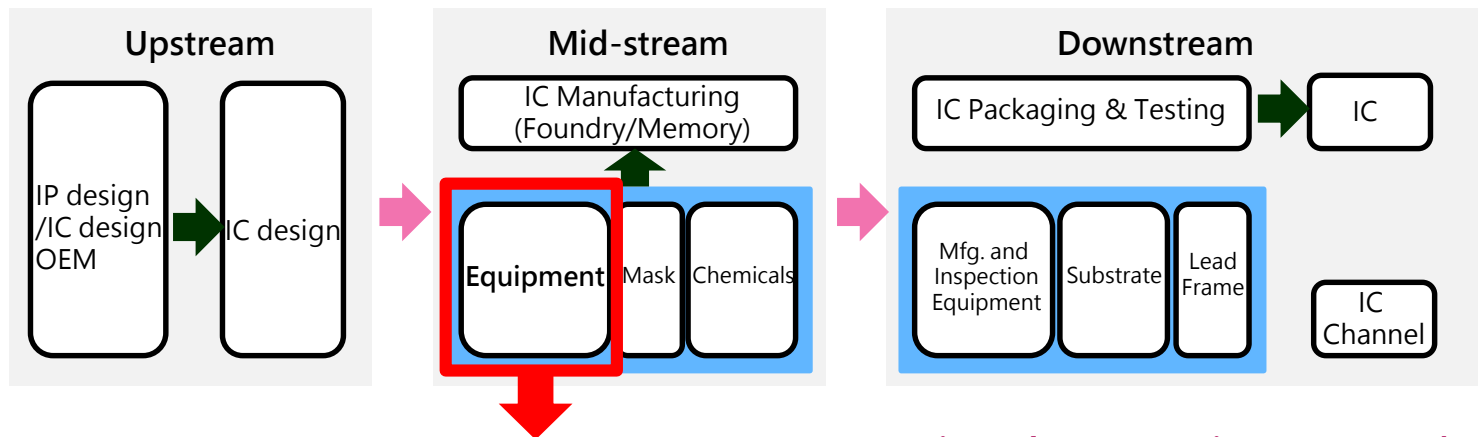 Upstream
IP design
/IC design
OEM
IC design
Mid-stream
IC Manufacturing
(Foundry/Memory)
Equipment
Mask
Chemicals
Downstream
IC Packaging & Testing
IC
Mfg. and
Inspection
Equipment
Substrate
Lead
Frame
IC
Channel